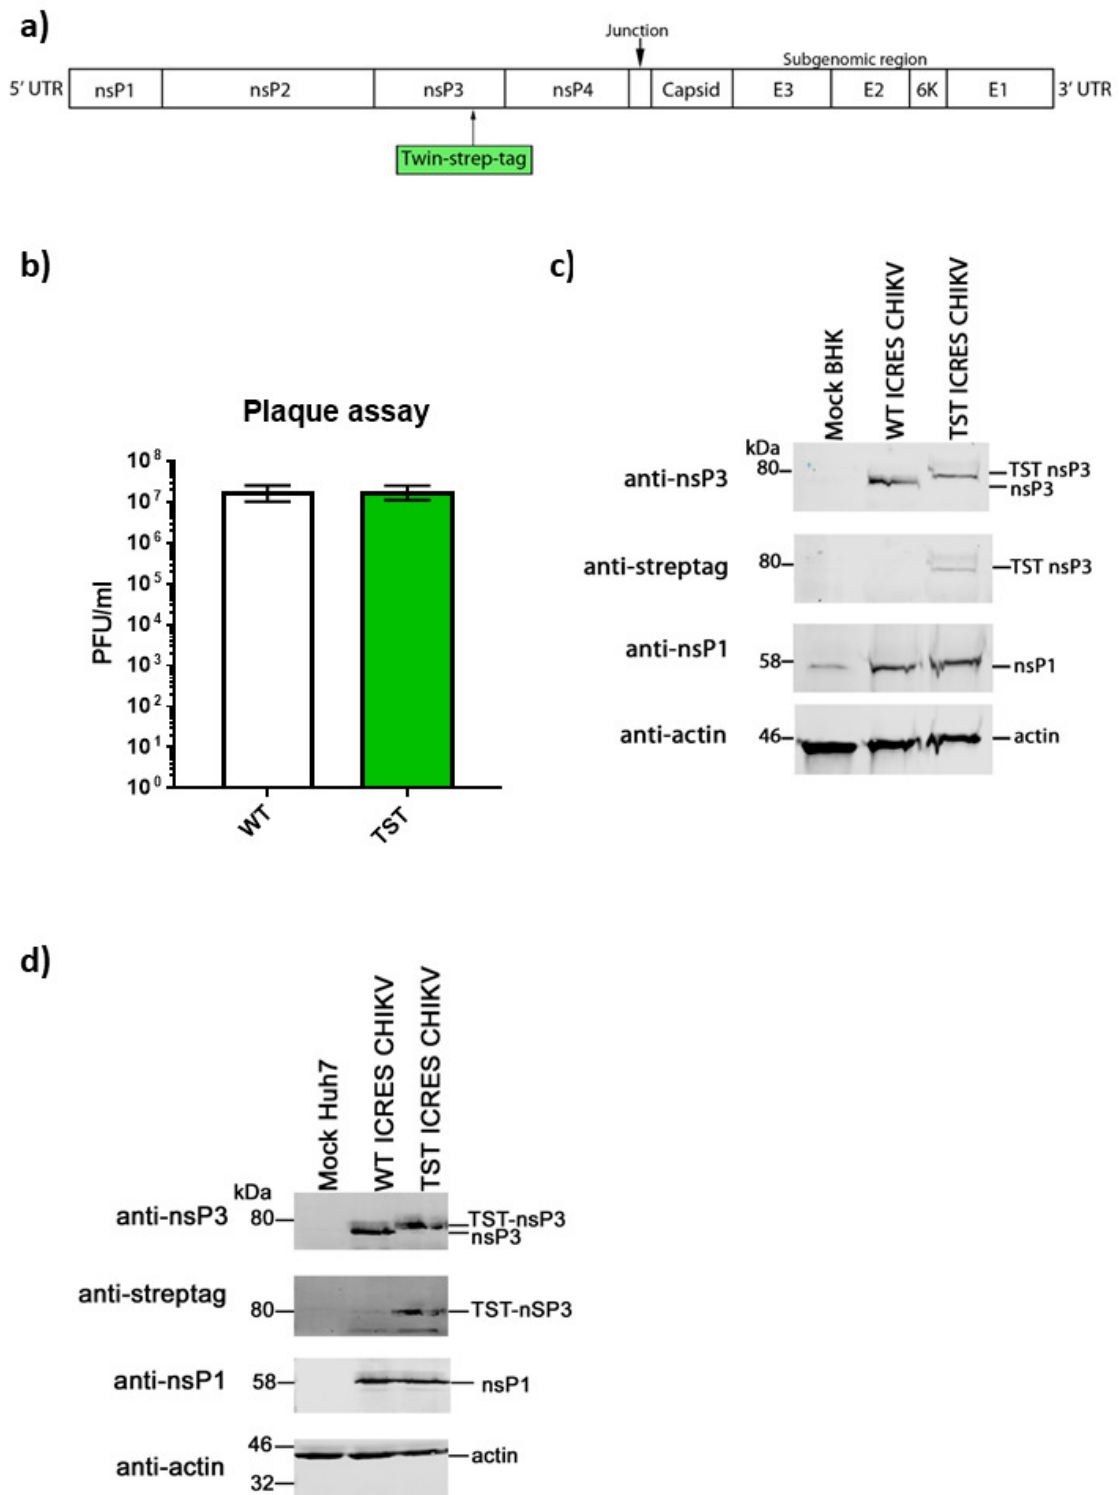 a)
Junction
Subgenomic region
5′ UTR nsP1 nsP2 nsP3 nsP4 Capsid E3 E2 6K E1 3′ UTR
Twin-strep-tag
b)
Plaque assay
PFU/ml
10^8
10^7
10^6
10^5
10^4
10^3
10^2
10^1
10^0
WT
TST
c)
Mock BHK
WT ICRES CHIKV
TST ICRES CHIKV
kDa
anti-nsP3
80
TST nsP3
nsP3
anti-streptag
80
TST nsP3
anti-nsP1
58
nsP1
anti-actin
46
actin
d)
Mock Huh7
WT ICRES CHIKV
TST ICRES CHIKV
kDa
anti-nsP3
80
TST-nsP3
nsP3
anti-streptag
80
TST-nSP3
anti-nsP1
58
nsP1
anti-actin
46
actin
32